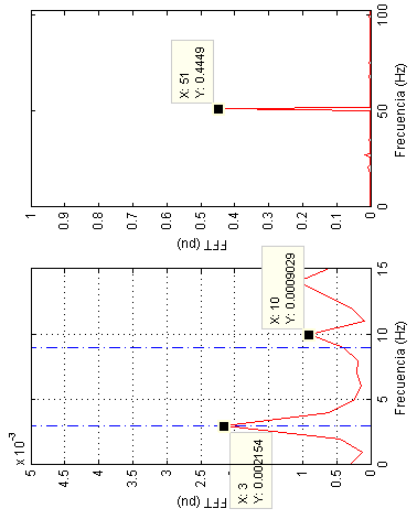 x 10⁻³
5
4.5
4
3.5
3
2.5
1
0.5
0
FFT (pu)
X: 3
Y: 0.002154
X: 10
Y: 0.0009029
0
5
10
15
Frecuencia (Hz)
1
0.9
0.8
0.7
0.6
0.5
0.4
0.3
0.2
0.1
0
FFT (pu)
X: 51
Y: 0.4449
0
50
100
Frecuencia (Hz)